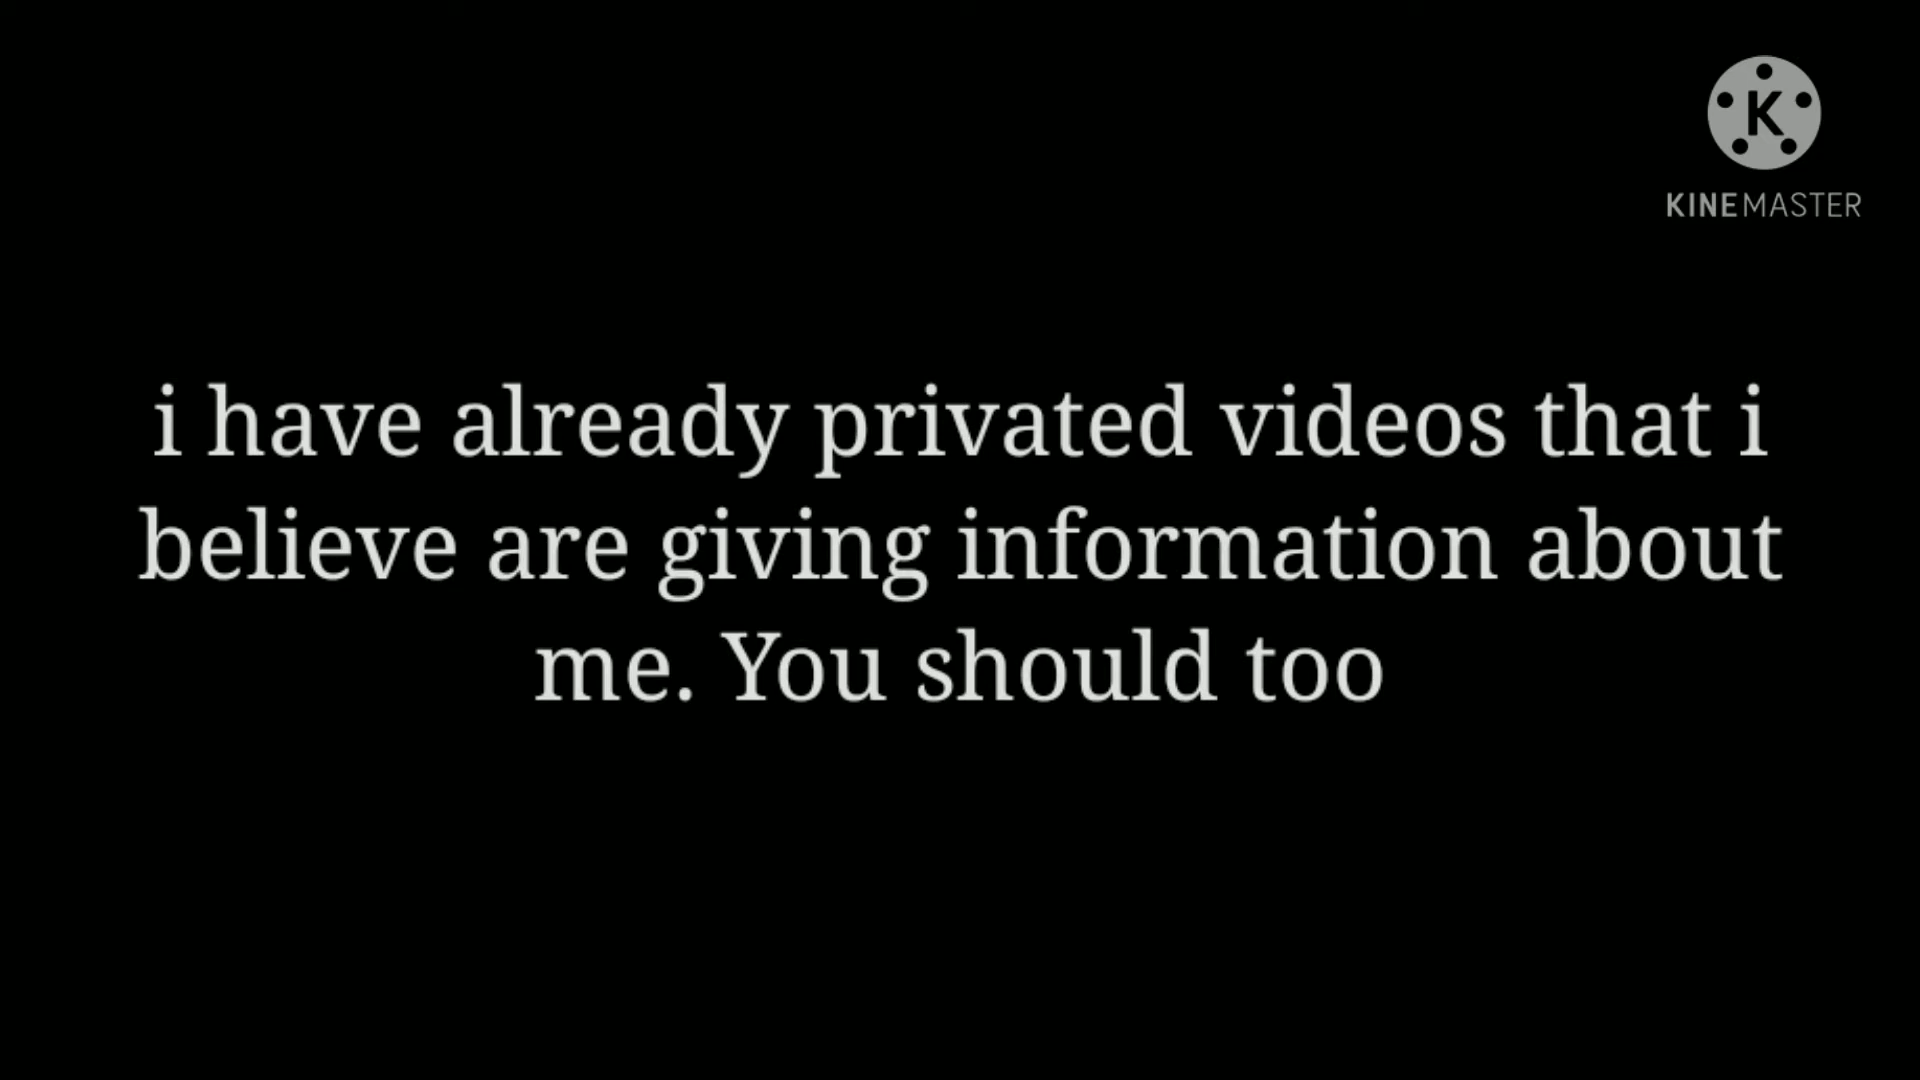 K
KINEMASTER
i have already privated videos that i
believe are giving information about
me. You should too